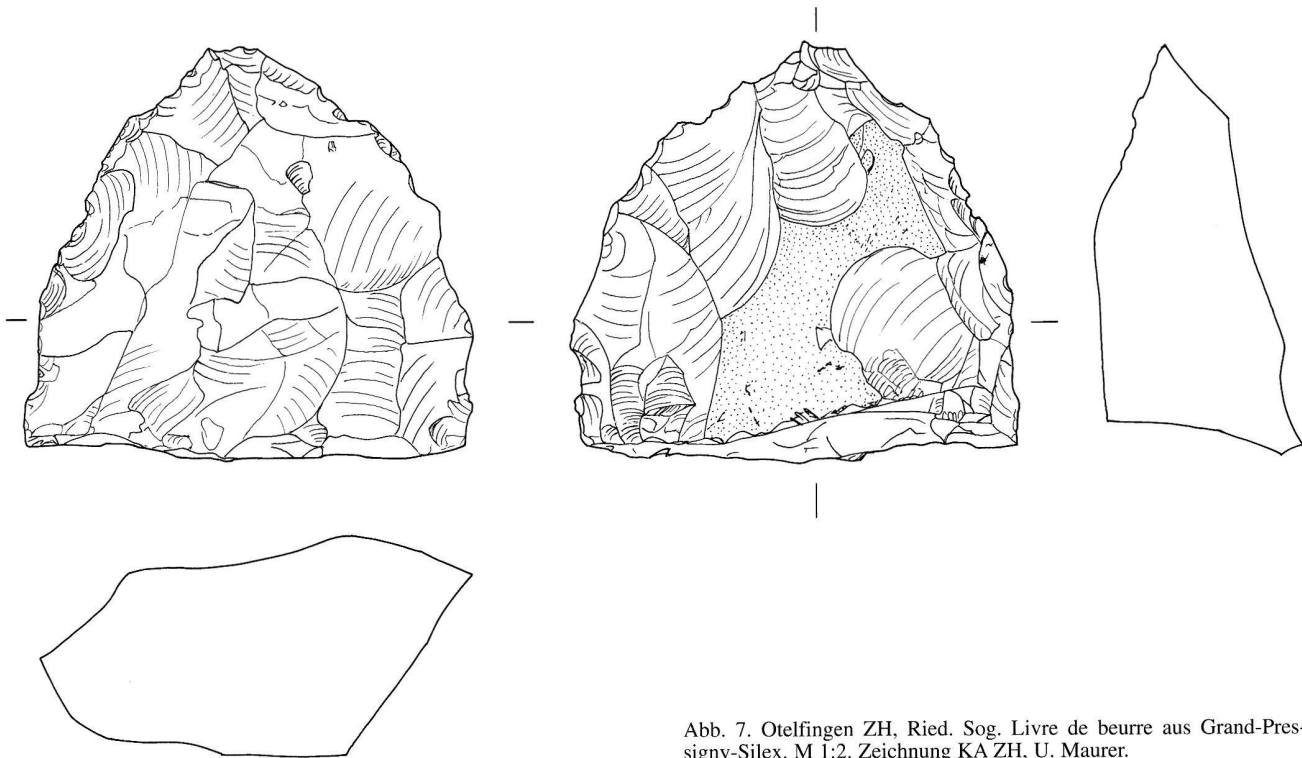 Abb. 7. Otelfingen ZH, Ried. Sog. Livre de beurre aus Grand-Pres-
signy-Silex. M 1:2. Zeichnung KA ZH, U. Maurer.